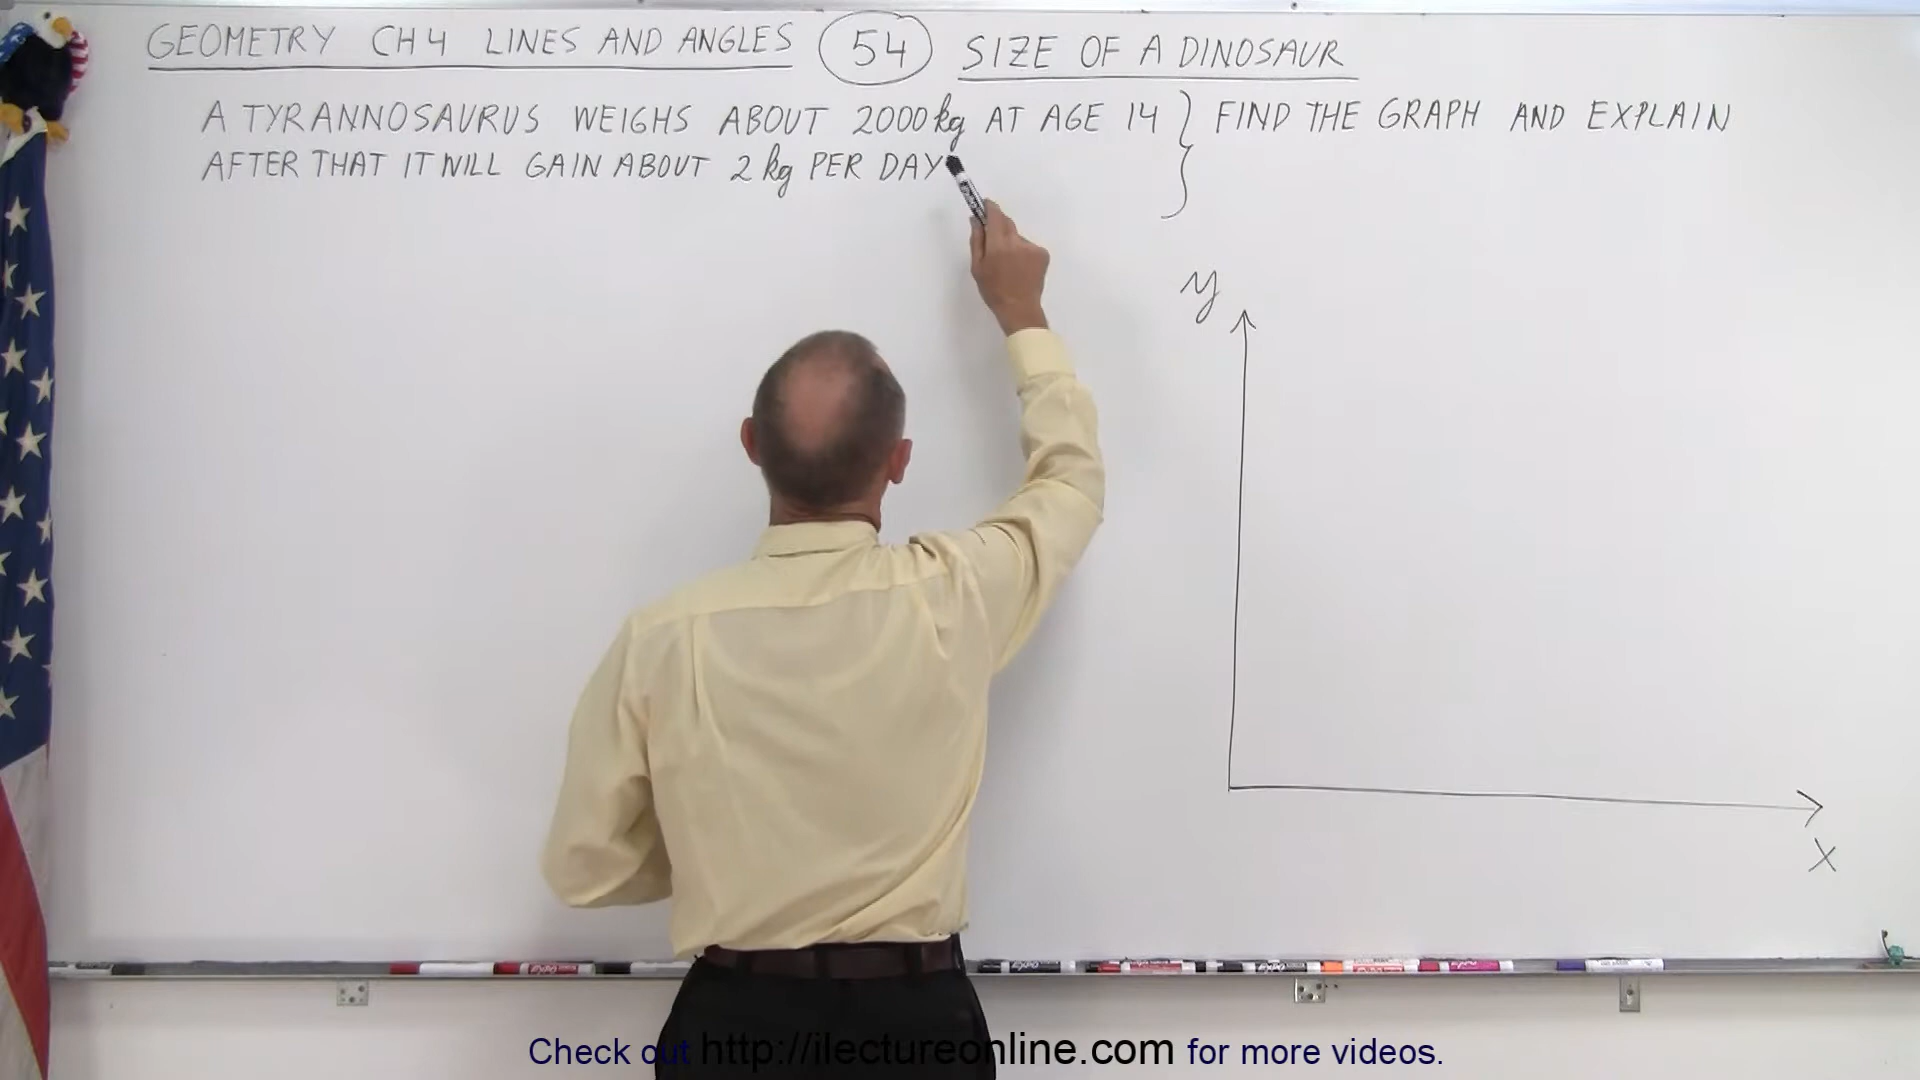 GEOMETRY CH 4 LINES AND ANGLES 54 SIZE OF A DINOSAUR
A TYRANNOSAURUS WEIGHS ABOUT 2000 kg AT AGE 14 } FIND THE GRAPH AND EXPLAIN
AFTER THAT IT WILL GAIN ABOUT 2 kg PER DAY
y
x
Check out http://ilectureonline.com for more videos.